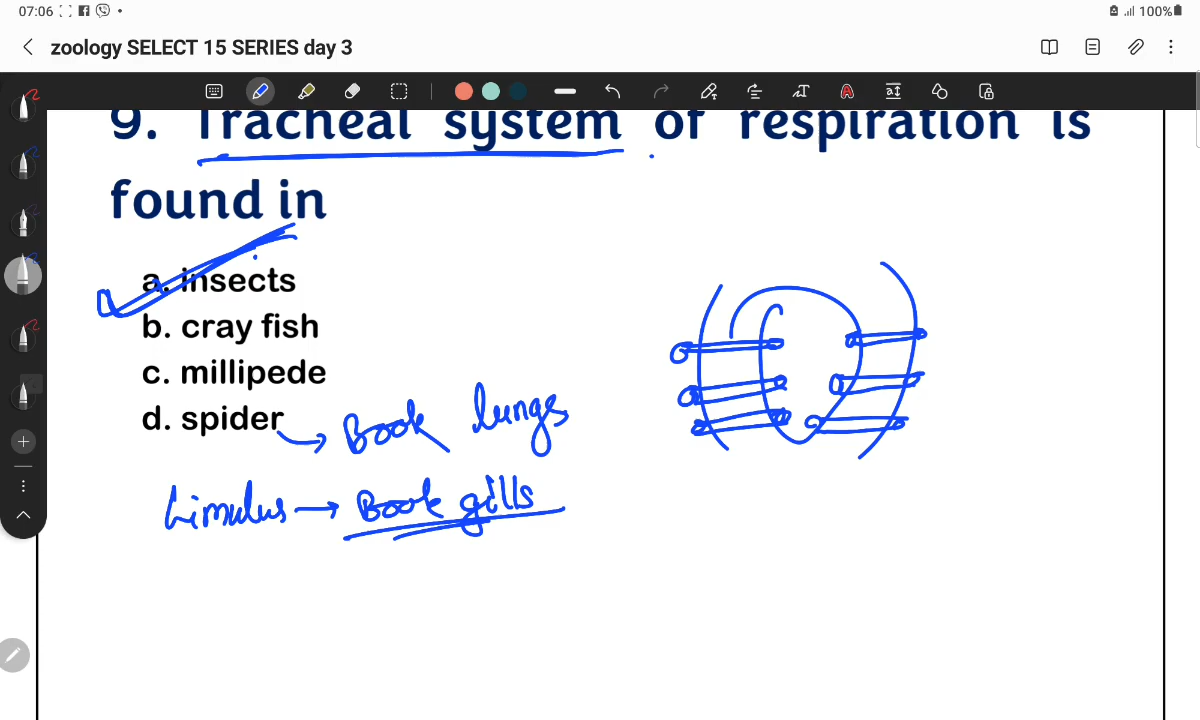 07:06
100%
zoology SELECT 15 SERIES day 3
9. Tracheal system of respiration is
found in
a. insects
b. cray fish
c. millipede
d. spider → Book lungs
Limulus → Book gills